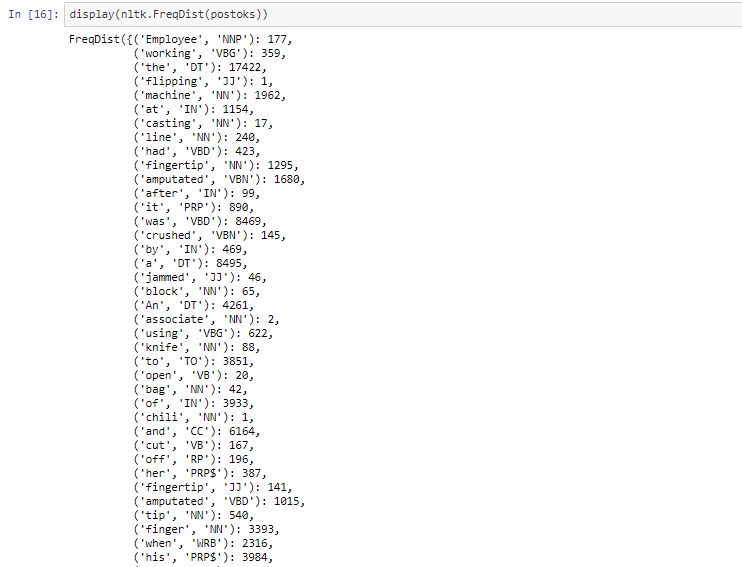 In [16]: display(nltk.FreqDist(postoks))
FreqDist({('Employee', 'NNP'): 177,
('working', 'VBG'): 359,
('the', 'DT'): 17422,
('flipping', 'JJ'): 1,
('machine', 'NN'): 1962,
('at', 'IN'): 1154,
('casting', 'NN'): 17,
('line', 'NN'): 240,
('had', 'VBD'): 423,
('fingertip', 'NN'): 1295,
('amputated', 'VBN'): 1680,
('after', 'IN'): 99,
('it', 'PRP'): 890,
('was', 'VBD'): 8469,
('crushed', 'VBN'): 145,
('by', 'IN'): 469,
('a', 'DT'): 8495,
('jammed', 'JJ'): 46,
('block', 'NN'): 65,
('An', 'DT'): 4261,
('associate', 'NN'): 2,
('using', 'VBG'): 622,
('knife', 'NN'): 88,
('to', 'TO'): 3851,
('open', 'VB'): 20,
('bag', 'NN'): 42,
('of', 'IN'): 3933,
('chili', 'NN'): 1,
('and', 'CC'): 6164,
('cut', 'VB'): 167,
('off', 'RP'): 196,
('her', 'PRP$'): 387,
('fingertip', 'JJ'): 141,
('amputated', 'VBD'): 1015,
('tip', 'NN'): 540,
('finger', 'NN'): 3393,
('when', 'WRB'): 2316,
('his', 'PRP$'): 3984,